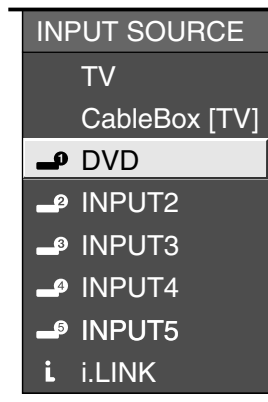 INPUT SOURCE
TV
CableBox [TV]
1 DVD
2 INPUT2
3 INPUT3
4 INPUT4
5 INPUT5
i i.LINK